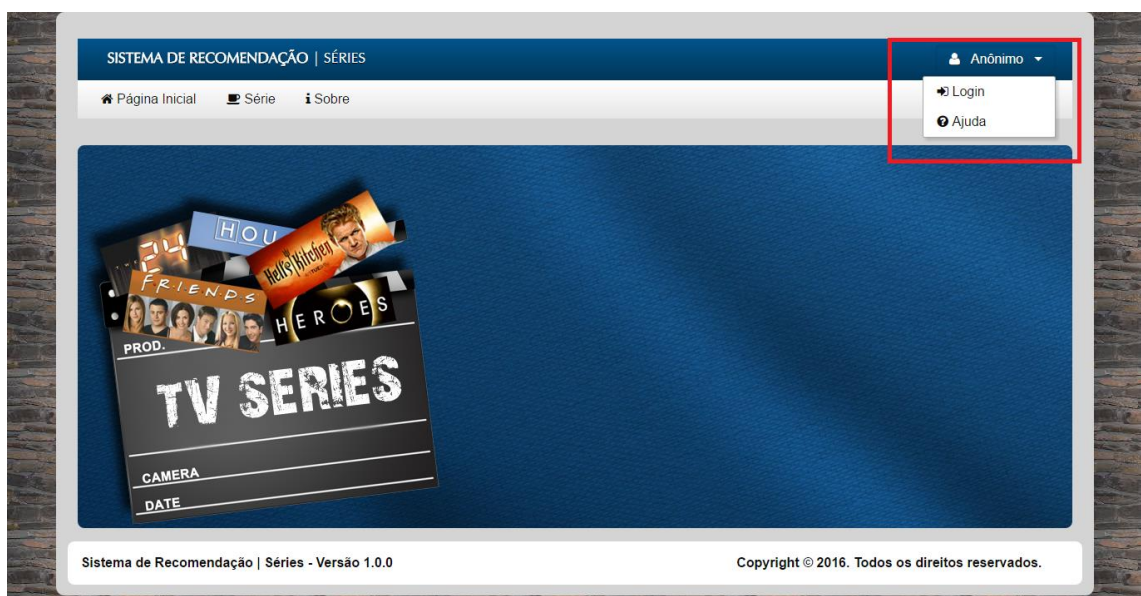 SISTEMA DE RECOMENDAÇÃO | SÉRIES
Anônimo
Página Inicial Série Sobre
Login
Ajuda
24
HOU
Hell's Kitchen
F·R·I·E·N·D·S
HEROES
PROD.
TV SERIES
CAMERA
DATE
Sistema de Recomendação | Séries - Versão 1.0.0
Copyright © 2016. Todos os direitos reservados.